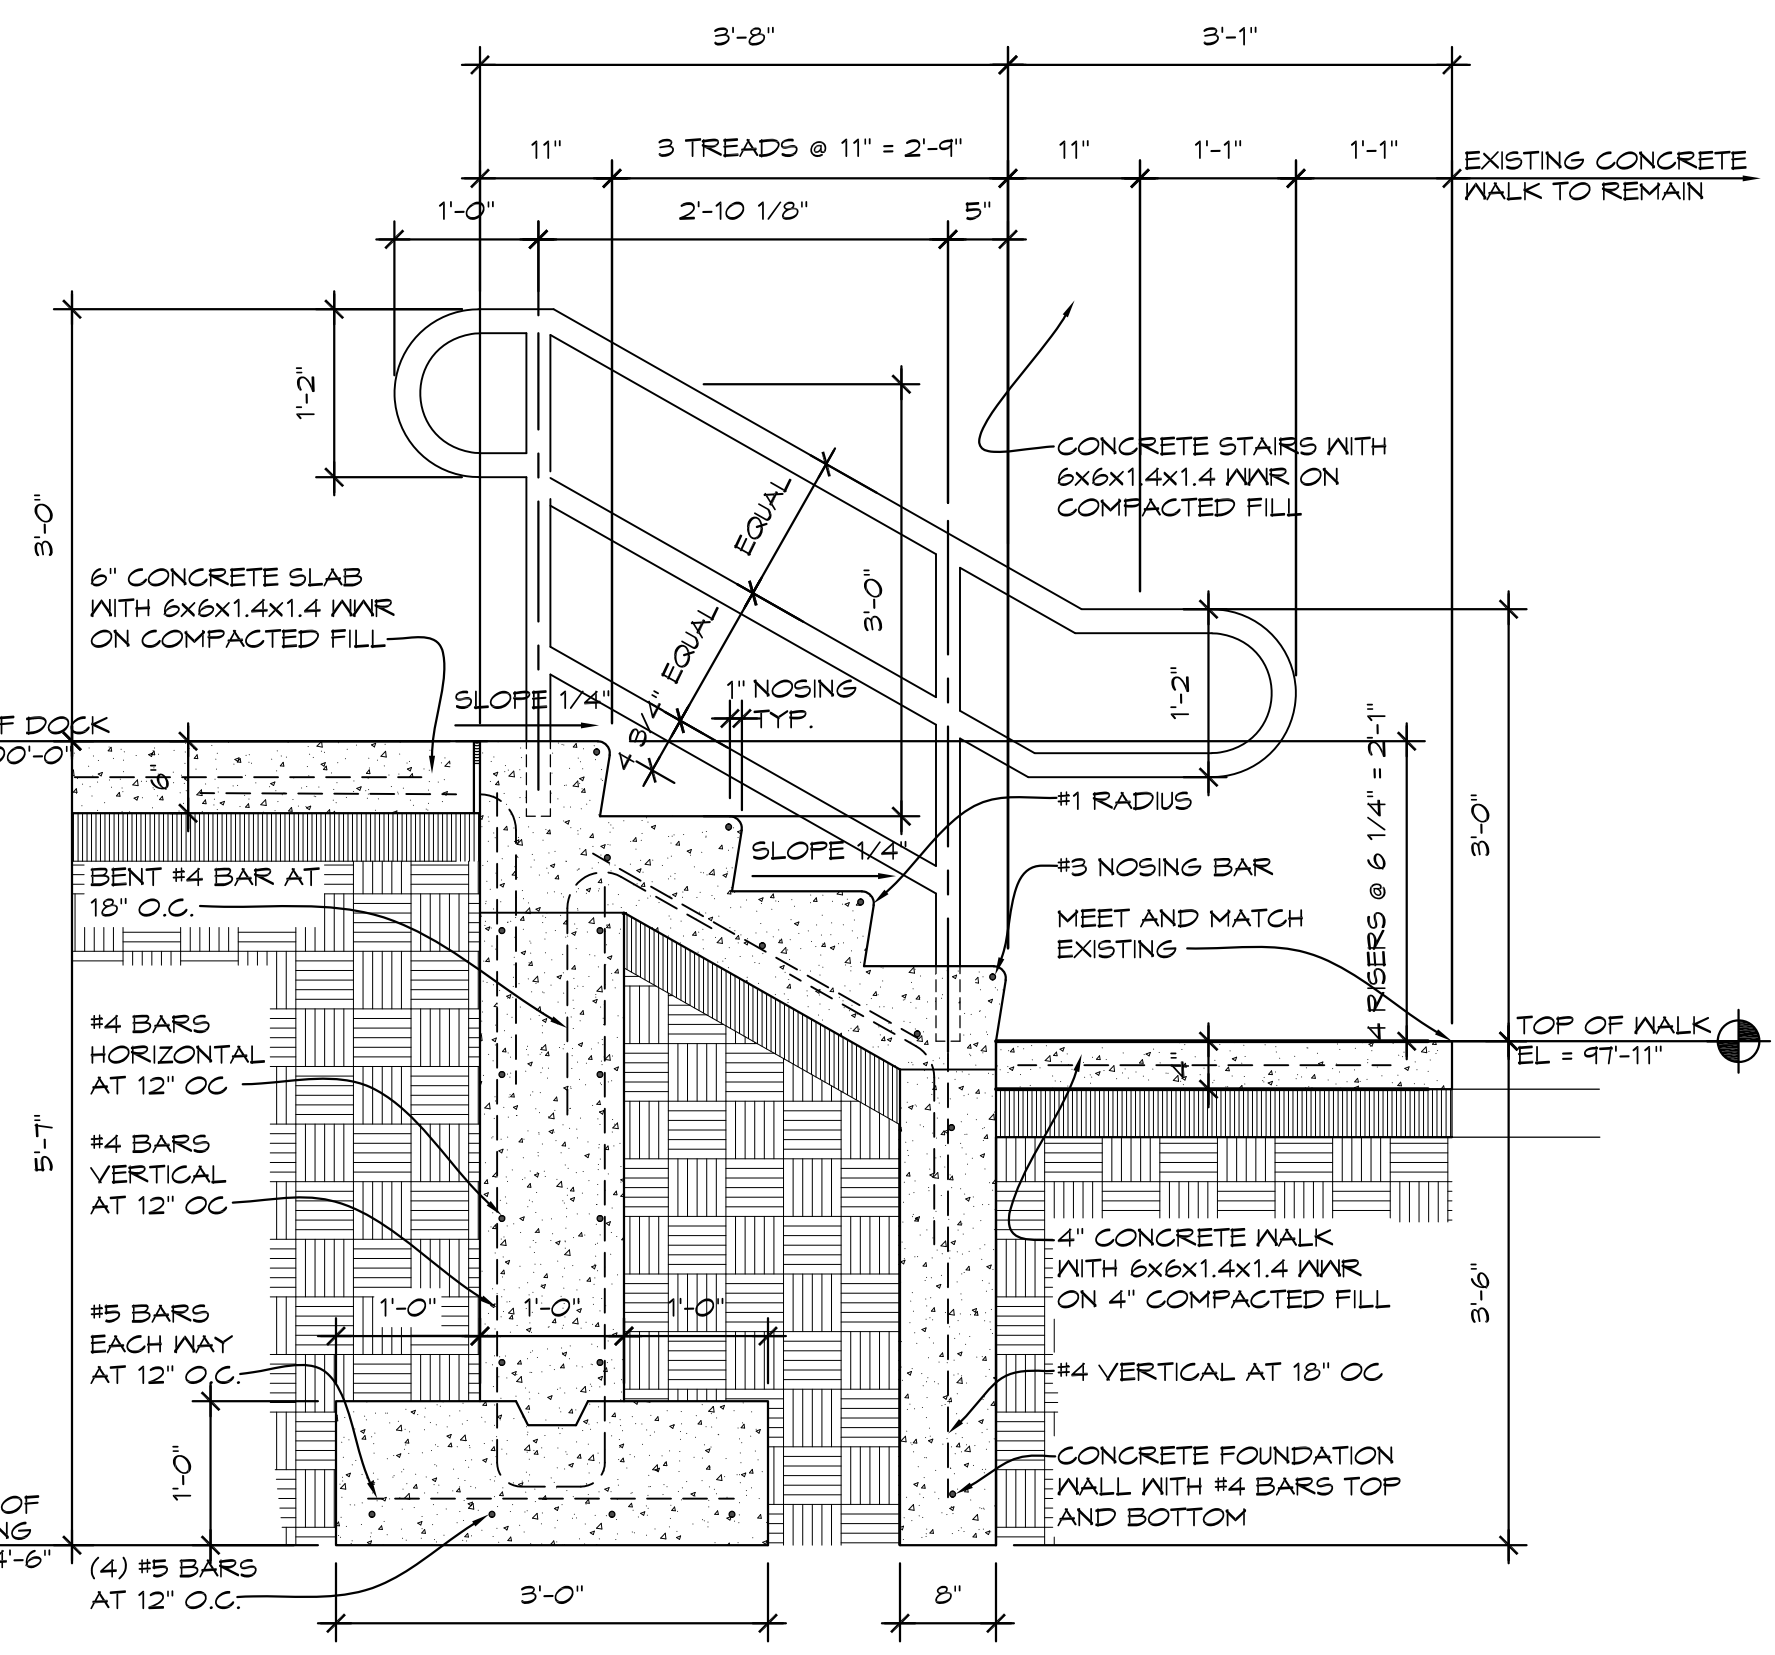 3'-8"
3'-1"
11"
3 TREADS @ 11" = 2'-9"
11"
1'-1"
1'-1"
EXISTING CONCRETE
WALK TO REMAIN
1'-0"
2'-10 1/8"
5"
1'-2"
3'-0"
CONCRETE STAIRS WITH
6x6x1.4x1.4 WWR ON
COMPACTED FILL
EQUAL
EQUAL
4 3/4"
3'-0"
6" CONCRETE SLAB
WITH 6x6x1.4x1.4 WWR
ON COMPACTED FILL
SLOPE 1/4"
1" NOSING
TYP.
1'-2"
F DOCK
00'-0"
6"
#1 RADIUS
4 RISERS @ 6 1/4" = 2'-1"
3'-0"
BENT #4 BAR AT
18" O.C.
SLOPE 1/4"
#3 NOSING BAR
MEET AND MATCH
EXISTING
#4 BARS
HORIZONTAL
AT 12" OC
4"
TOP OF WALK
EL = 97'-11"
5'-7"
#4 BARS
VERTICAL
AT 12" OC
4" CONCRETE WALK
WITH 6x6x1.4x1.4 WWR
ON 4" COMPACTED FILL
3'-6"
#5 BARS
EACH WAY
AT 12" O.C.
1'-0"
1'-0"
1'-0"
#4 VERTICAL AT 18" OC
1'-0"
CONCRETE FOUNDATION
WALL WITH #4 BARS TOP
AND BOTTOM
OF
NG
4'-6"
(4) #5 BARS
AT 12" O.C.
3'-0"
8"